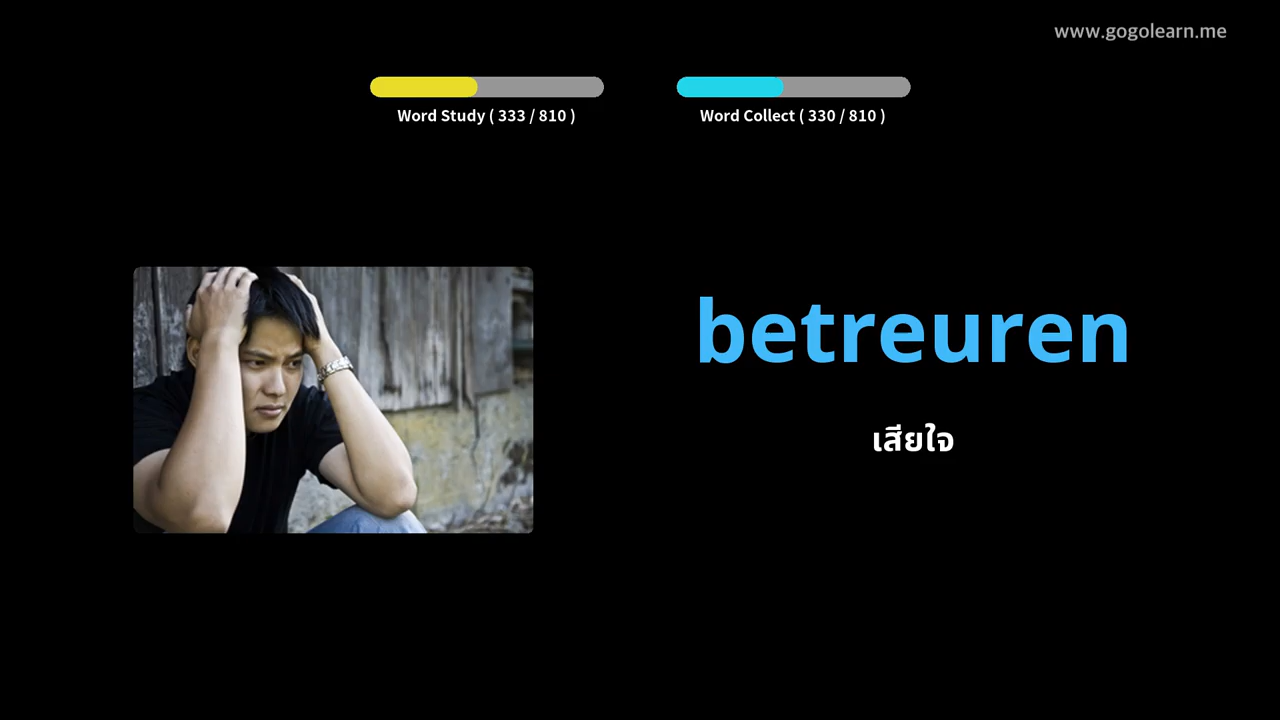 www.gogolearn.me
Word Study ( 333 / 810 )
Word Collect ( 330 / 810 )
betreuren
เสียใจ